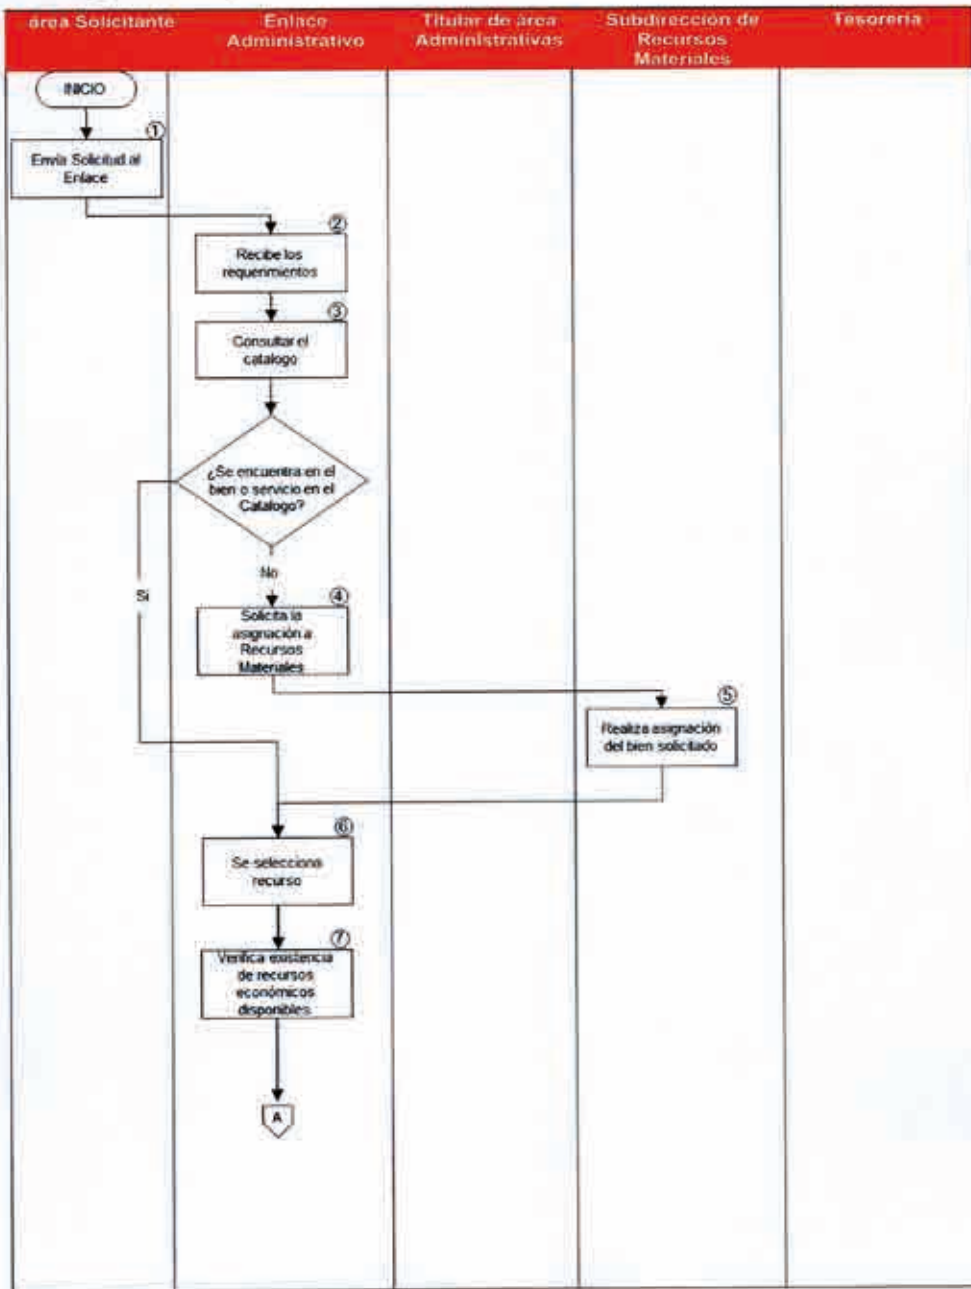 área Solicitante
Enlace
Administrativo
Titular de área
Administrativas
Subdirección de
Recursos
Materiales
Tesorería
INICIO
①
Envía Solicitud al
Enlace
②
Recibe los
requerimientos
③
Consultar el
catalogo
¿Se encuentra en el
bien o servicio en el
Catalogo?
No
Si
④
Solicita la
asignación a
Recursos
Materiales
⑤
Realiza asignación
del bien solicitado
⑥
Se selecciona
recurso
⑦
Verifica existencia
de recursos
económicos
disponibles
A